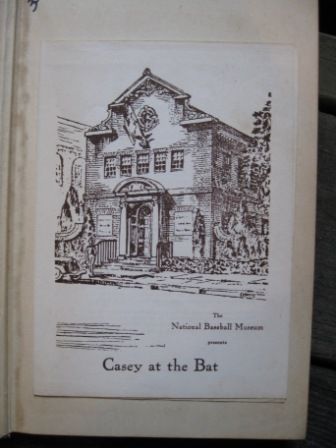 The
National Baseball Museum
presents
Casey at the Bat